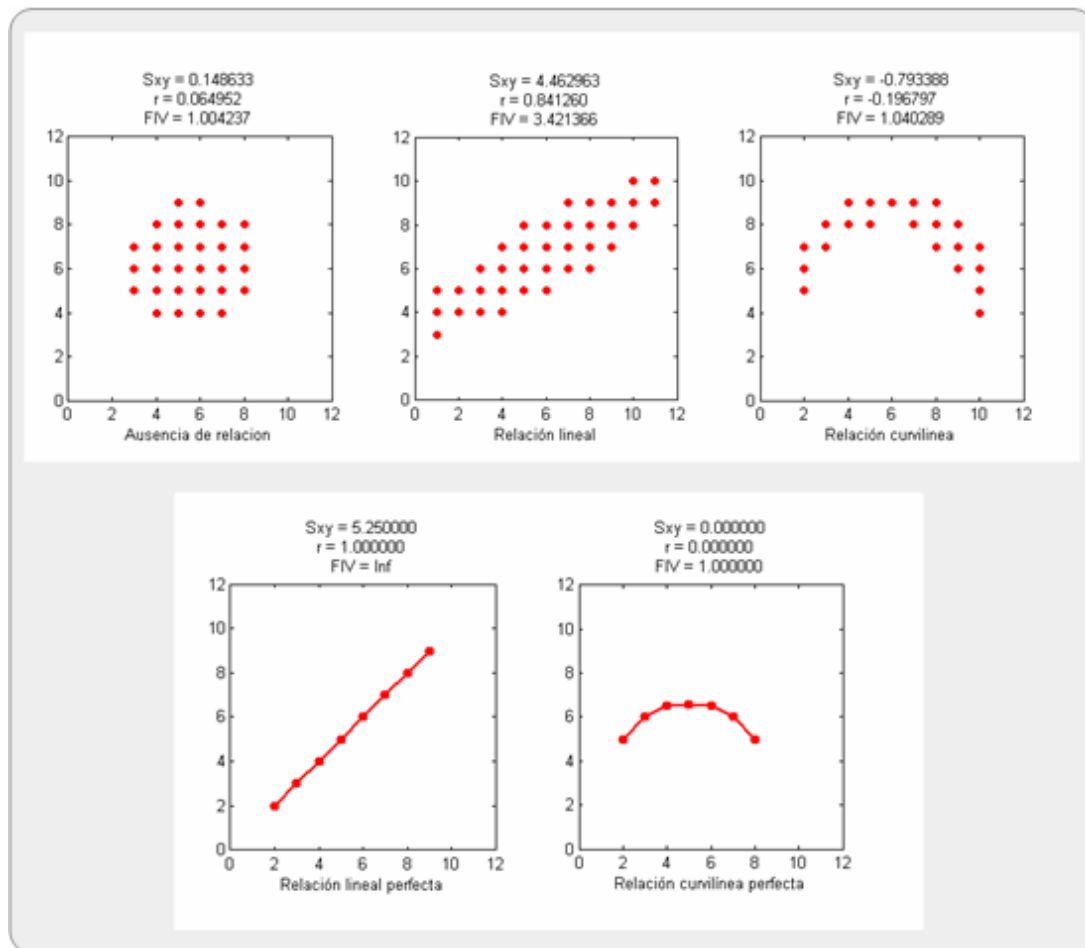 Sxy = 0.148633
r = 0.064952
FIV = 1.004237
12
10
8
6
4
2
0
0 2 4 6 8 10 12
Ausencia de relacion
Sxy = 4.462963
r = 0.841260
FIV = 3.421366
12
10
8
6
4
2
0
0 2 4 6 8 10 12
Relación lineal
Sxy = -0.793388
r = -0.196797
FIV = 1.040289
12
10
8
6
4
2
0
0 2 4 6 8 10 12
Relación curvilinea
Sxy = 5.250000
r = 1.000000
FIV = Inf
12
10
8
6
4
2
0
0 2 4 6 8 10 12
Relación lineal perfecta
Sxy = 0.000000
r = 0.000000
FIV = 1.000000
12
10
8
6
4
2
0
0 2 4 6 8 10 12
Relación curvilínea perfecta